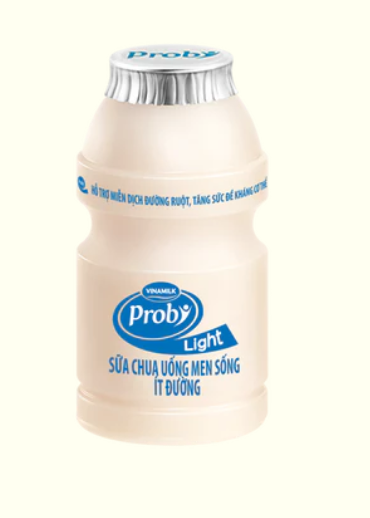 Proby
HỖ TRỢ MIỄN DỊCH ĐƯỜNG RUỘT, TĂNG SỨC ĐỀ KHÁNG CƠ THỂ
VINAMILK
Proby
Light
SỮA CHUA UỐNG MEN SỐNG
ÍT ĐƯỜNG